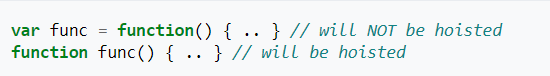 var func = function() { .. } // will NOT be hoisted
function func() { .. } // will be hoisted